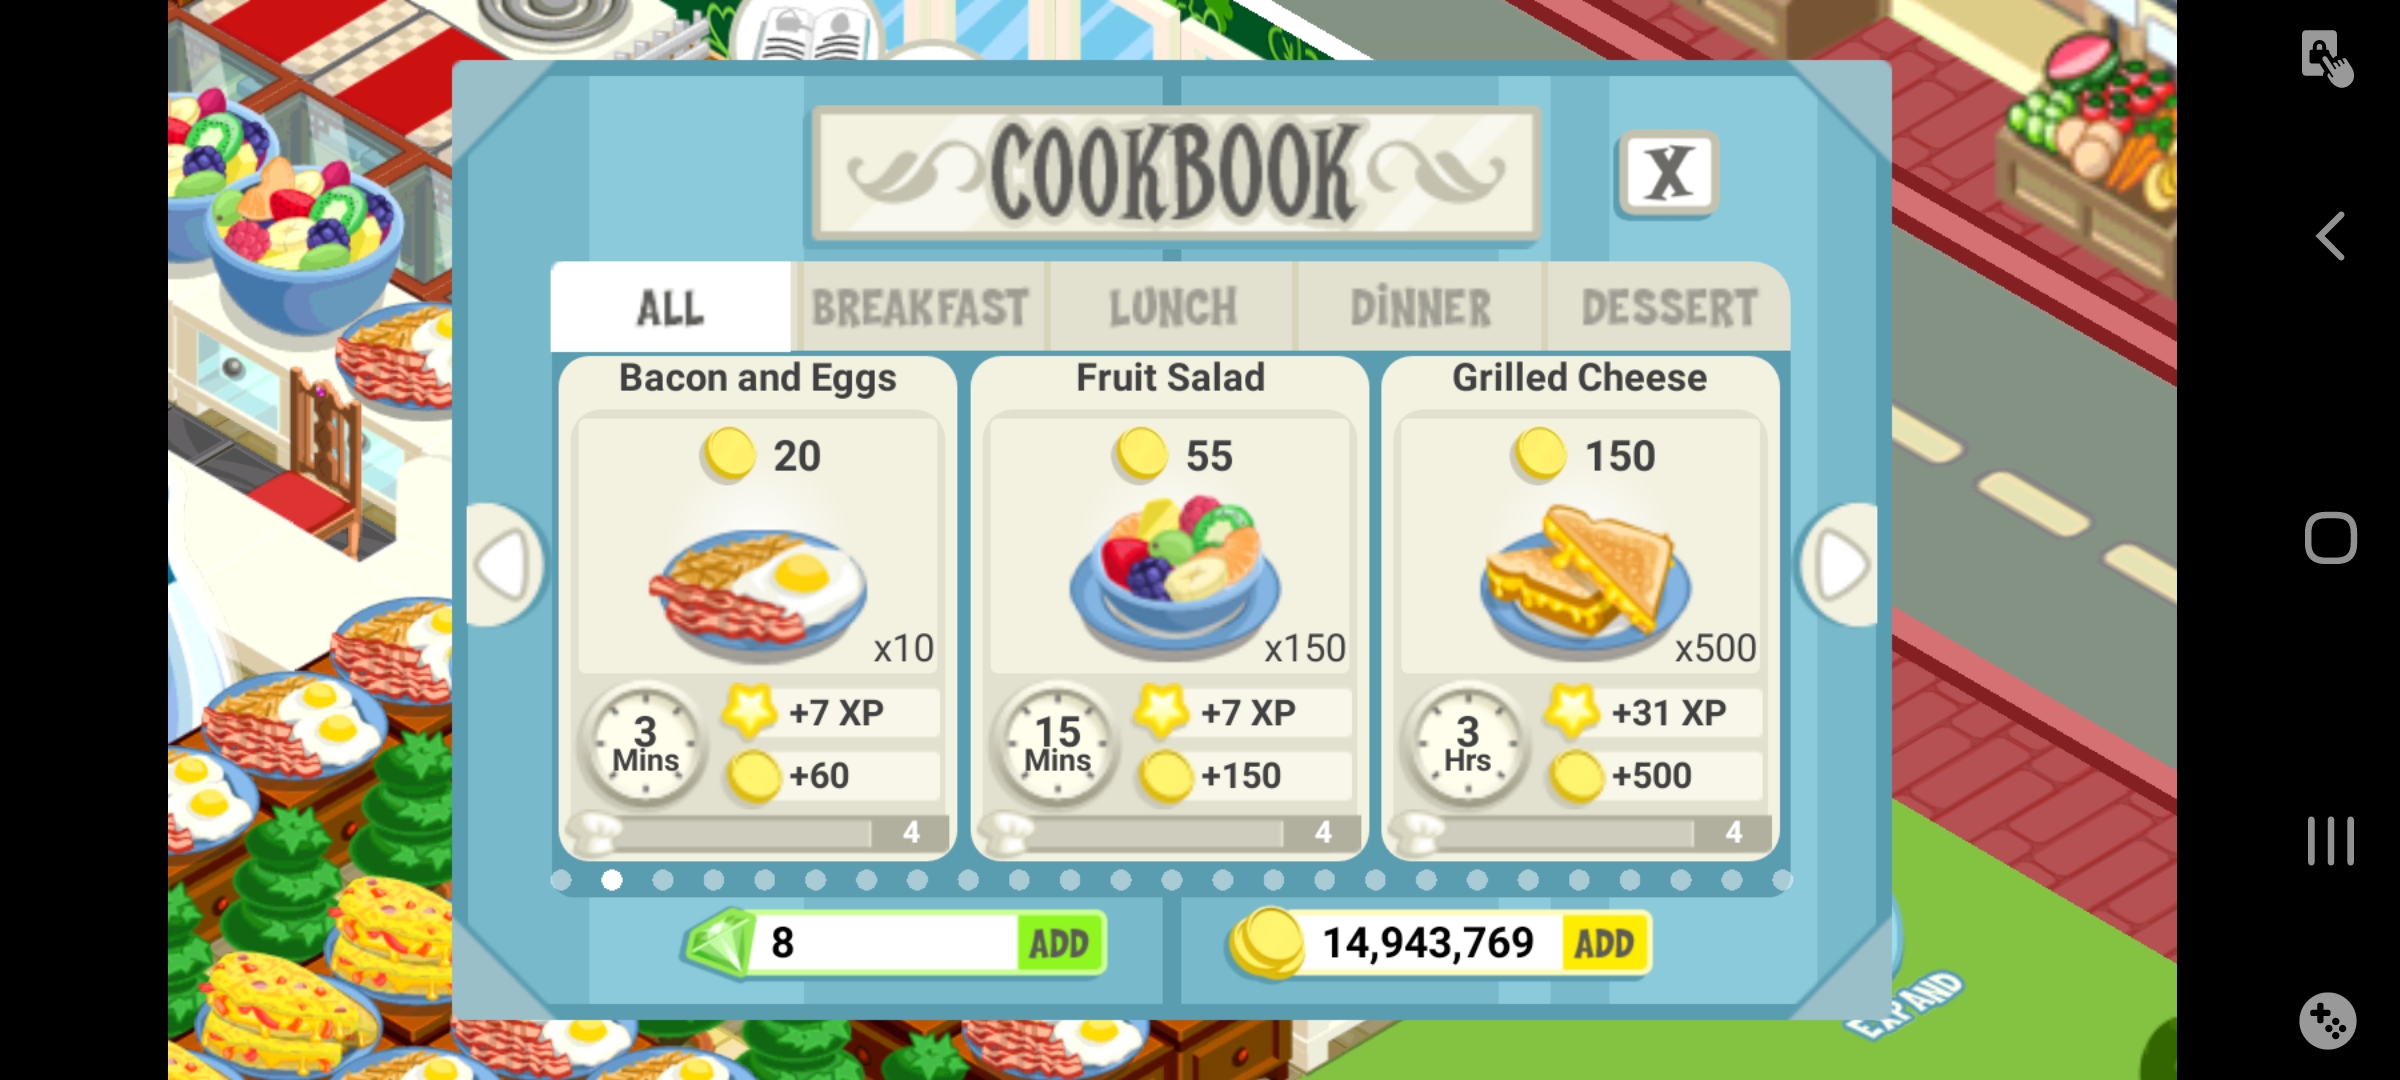 COOKBOOK
X
ALL
BREAKFAST
LUNCH
DINNER
DESSERT
Bacon and Eggs
20
x10
3
Mins
+7 XP
+60
4
Fruit Salad
55
x150
15
Mins
+7 XP
+150
4
Grilled Cheese
150
x500
3
Hrs
+31 XP
+500
4
8
ADD
14,943,769
ADD
EXPAND